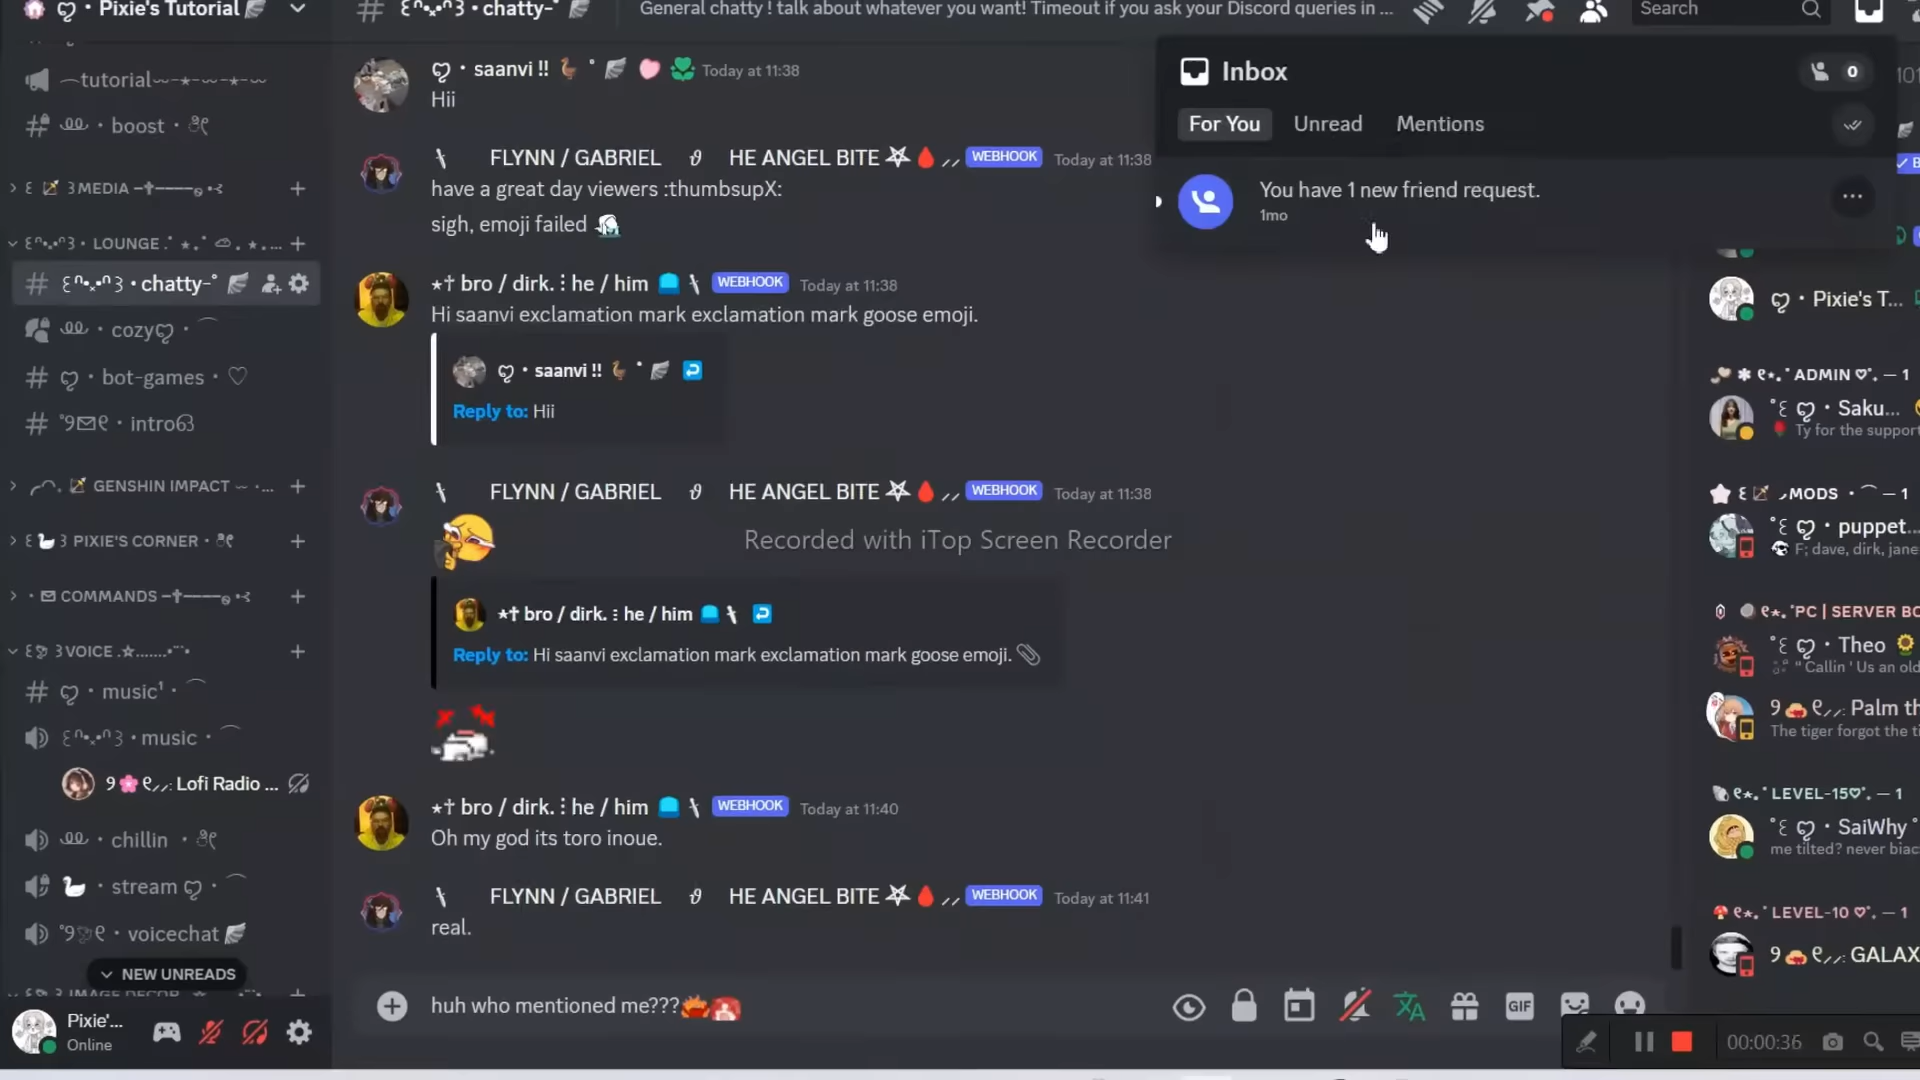 ღ・Pixie's Tutorial
꒰ᐢ•༝•ᐢ꒱・chatty-˚
General chatty ! talk about whatever you want! Timeout if you ask your Discord queries in ...
Search
tutorial
boost
MEDIA
LOUNGE
chatty-˚
cozyღ
ღ・bot-games・♡
intro
GENSHIN IMPACT
PIXIE'S CORNER
COMMANDS
VOICE
ღ・music¹
music
Lofi Radio ...
chillin
stream ღ
voicechat
NEW UNREADS
Pixie'...
Online
ღ・saanvi !! Today at 11:38
Hii
FLYNN / GABRIEL HE ANGEL BITE WEBHOOK Today at 11:38
have a great day viewers :thumbsupX:
sigh, emoji failed
⋆† bro / dirk. ⫶ he / him WEBHOOK Today at 11:38
Hi saanvi exclamation mark exclamation mark goose emoji.
ღ・saanvi !!
Reply to: Hii
FLYNN / GABRIEL HE ANGEL BITE WEBHOOK Today at 11:38
Recorded with iTop Screen Recorder
⋆† bro / dirk. ⫶ he / him
Reply to: Hi saanvi exclamation mark exclamation mark goose emoji.
⋆† bro / dirk. ⫶ he / him WEBHOOK Today at 11:40
Oh my god its toro inoue.
FLYNN / GABRIEL HE ANGEL BITE WEBHOOK Today at 11:41
real.
huh who mentioned me???
GIF
Inbox
0
For You
Unread
Mentions
You have 1 new friend request.
1mo
ღ・Pixie's T...
ADMIN ♡ — 1
ღ・Saku...
Ty for the support
MODS — 1
ღ・puppet...
F; dave, dirk, jane
PC | SERVER BO
ღ・Theo
" Callin ' Us an old
Palm th
The tiger forgot the ti
LEVEL-15♡ — 1
ღ・SaiWhy
me tilted? never biac
LEVEL-10 ♡ — 1
GALAX
00:00:36